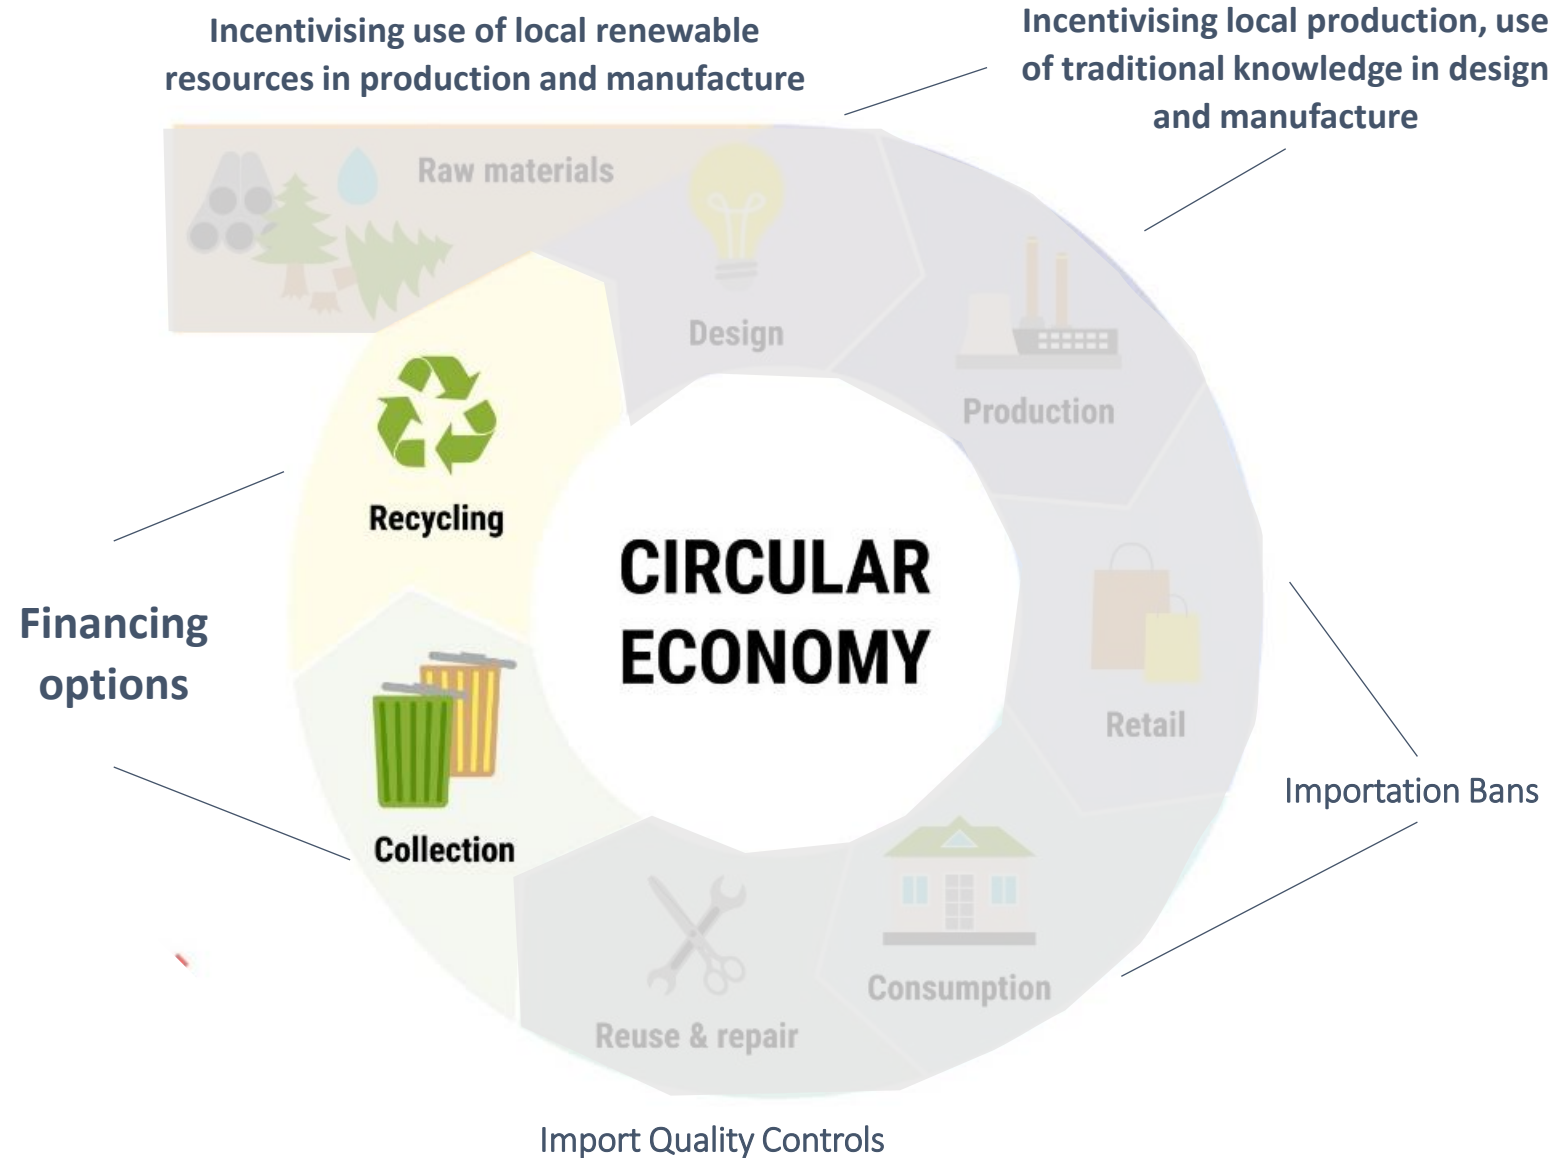 Incentivising use of local renewable
resources in production and manufacture
Incentivising local production, use
of traditional knowledge in design
and manufacture
Raw materials
Design
Production
Recycling
CIRCULAR
ECONOMY
Financing
options
Retail
Importation Bans
Collection
Consumption
Reuse & repair
Import Quality Controls